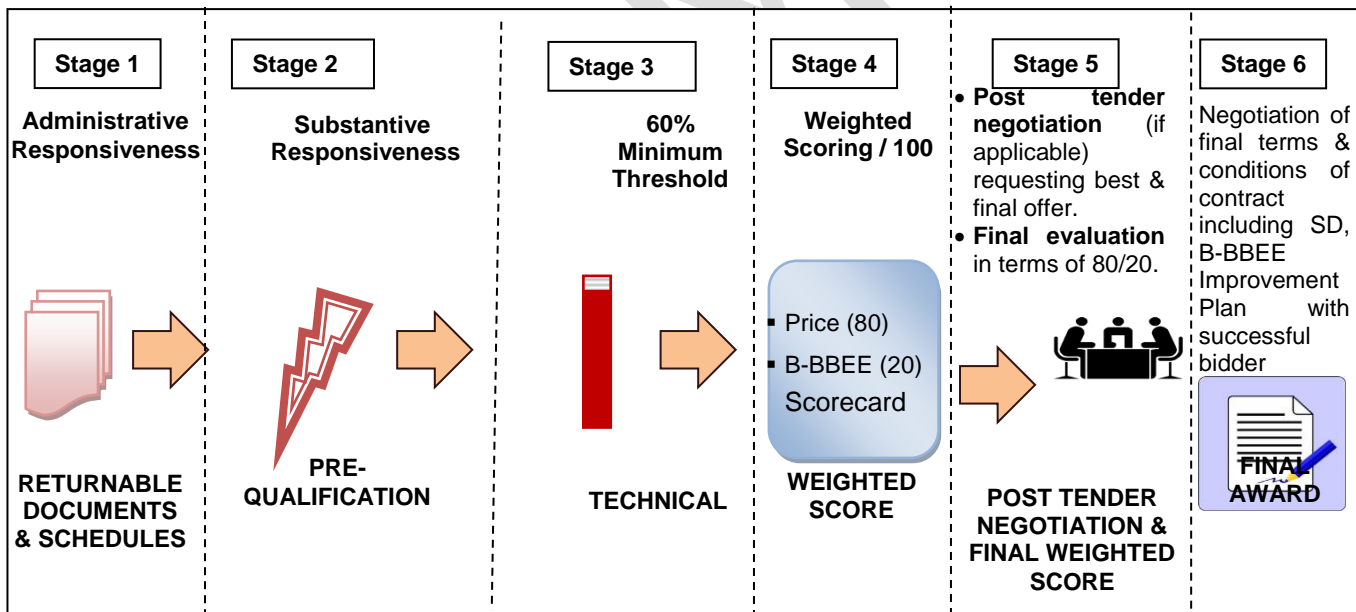 Stage 1
Administrative
Responsiveness
RETURNABLE
DOCUMENTS
& SCHEDULES
Stage 2
Substantive
Responsiveness
PRE-
QUALIFICATION
Stage 3
60%
Minimum
Threshold
TECHNICAL
Stage 4
Weighted
Scoring / 100
▪ Price (80)
▪ B-BBEE (20)
Scorecard
WEIGHTED
SCORE
Stage 5
• Post tender
negotiation (if
applicable)
requesting best &
final offer.
• Final evaluation
in terms of 80/20.
POST TENDER
NEGOTIATION &
FINAL WEIGHTED
SCORE
Stage 6
Negotiation of
final terms &
conditions of
contract
including SD,
B-BBEE
Improvement
Plan with
successful
bidder
FINAL
AWARD